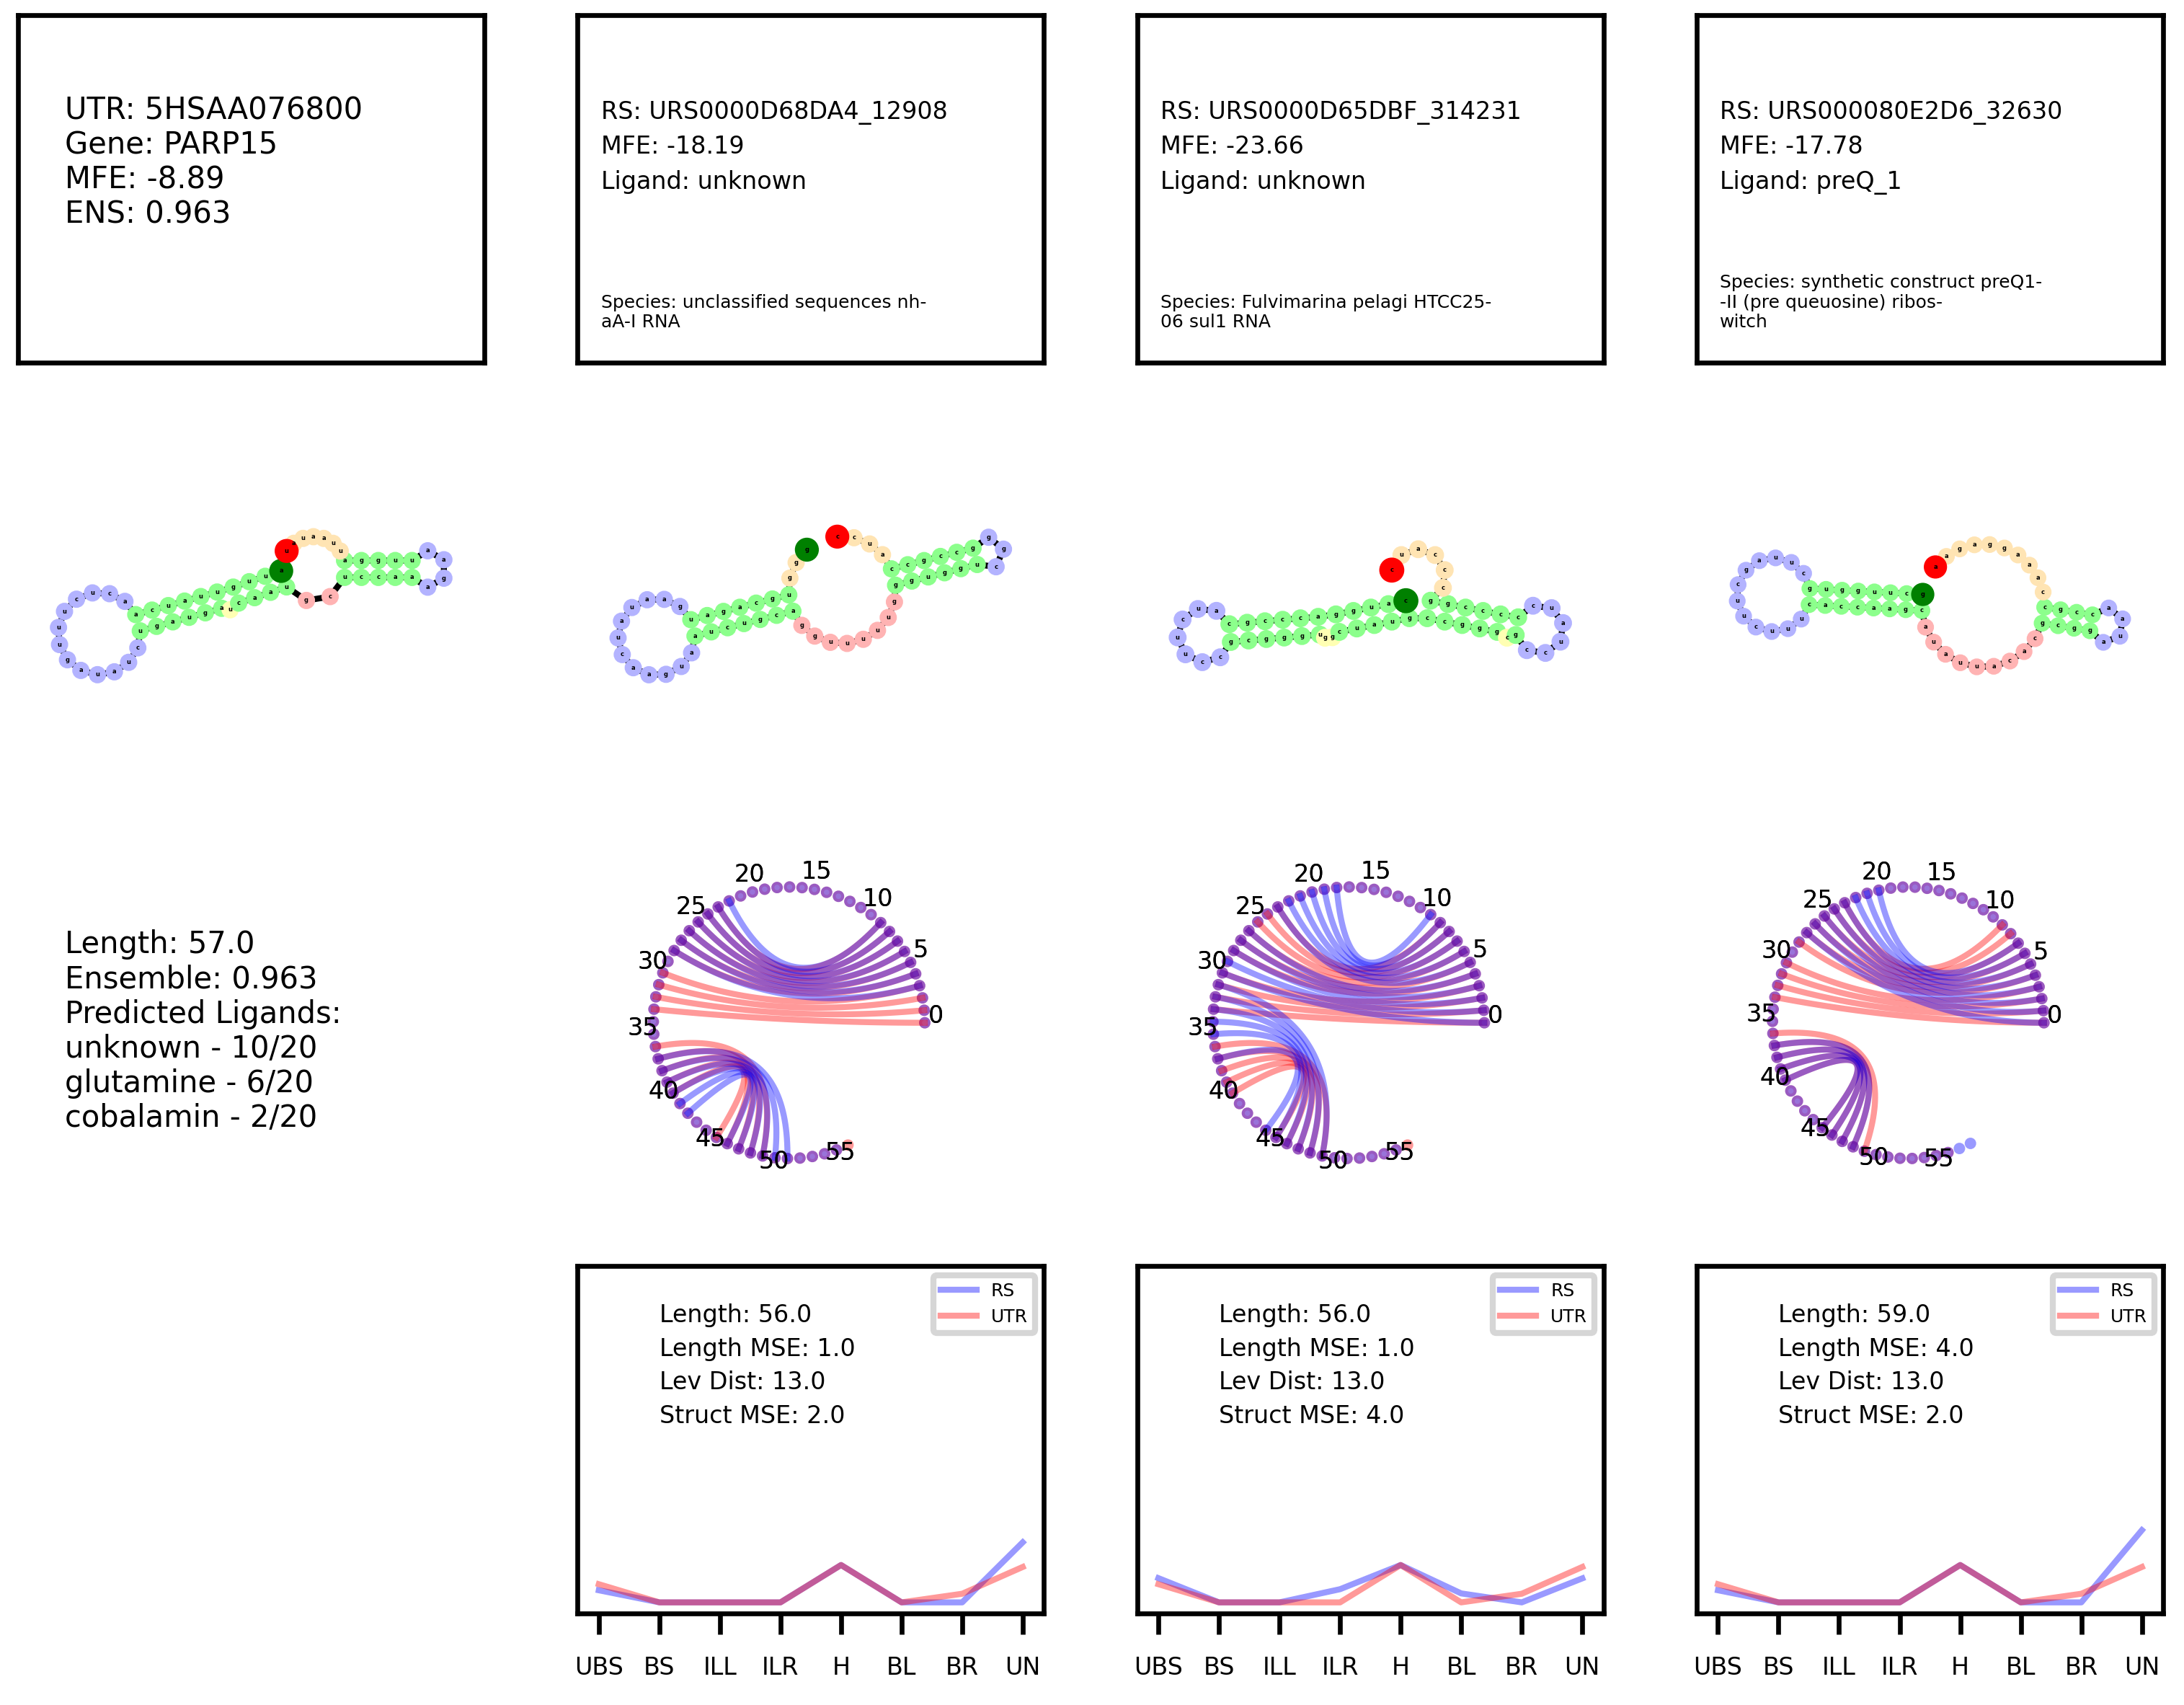 UTR: 5HSAA076800
Gene: PARP15
MFE: -8.89
ENS: 0.963
RS: URS0000D68DA4_12908
MFE: -18.19
Ligand: unknown
Species: unclassified sequences nh-
aA-I RNA
RS: URS0000D65DBF_314231
MFE: -23.66
Ligand: unknown
Species: Fulvimarina pelagi HTCC25-
06 sul1 RNA
RS: URS000080E2D6_32630
MFE: -17.78
Ligand: preQ_1
Species: synthetic construct preQ1-
-II (pre queuosine) ribos-
witch
Length: 57.0
Ensemble: 0.963
Predicted Ligands:
unknown - 10/20
glutamine - 6/20
cobalamin - 2/20
0
5
10
15
20
25
30
35
40
45
50
55
0
5
10
15
20
25
30
35
40
45
50
55
0
5
10
15
20
25
30
35
40
45
50
55
RS
UTR
Length: 56.0
Length MSE: 1.0
Lev Dist: 13.0
Struct MSE: 2.0
UBS BS ILL ILR H BL BR UN
RS
UTR
Length: 56.0
Length MSE: 1.0
Lev Dist: 13.0
Struct MSE: 4.0
UBS BS ILL ILR H BL BR UN
RS
UTR
Length: 59.0
Length MSE: 4.0
Lev Dist: 13.0
Struct MSE: 2.0
UBS BS ILL ILR H BL BR UN